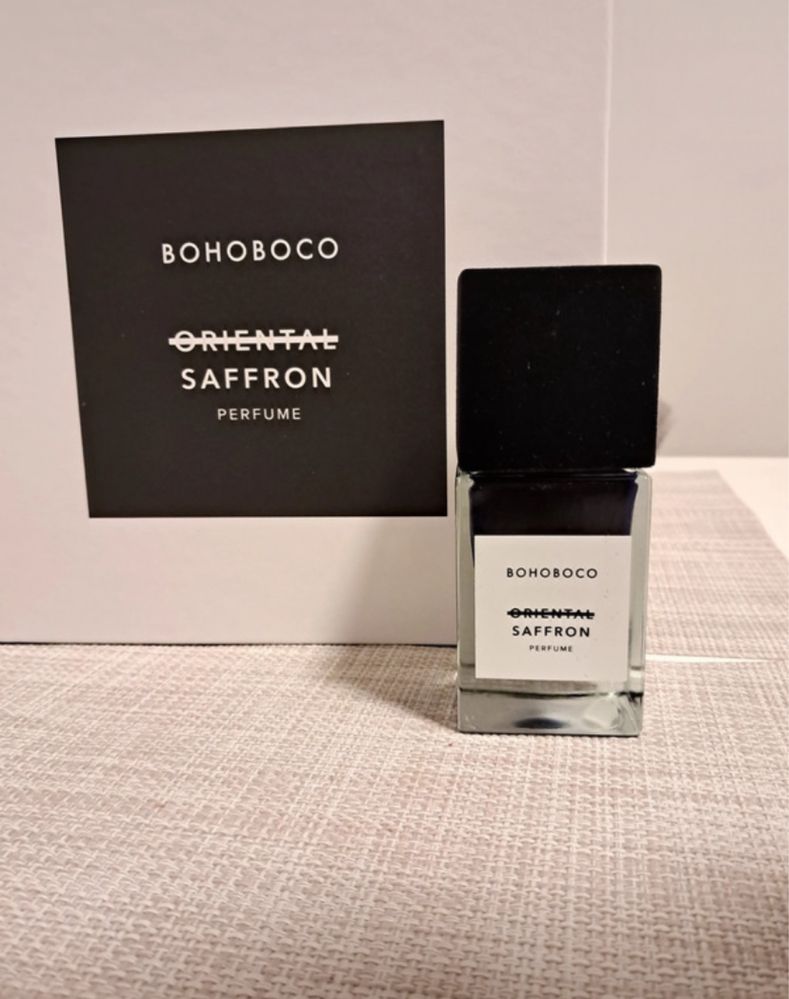 BOHOBOCO
ORIENTAL
SAFFRON
PERFUME
BOHOBOCO
ORIENTAL
SAFFRON
PERFUME